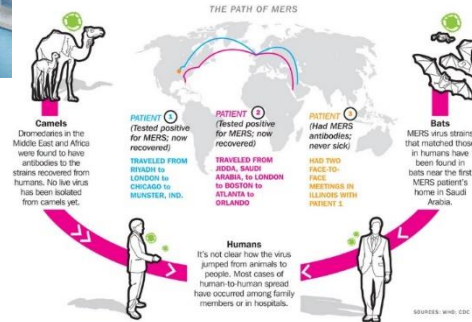 THE PATH OF MERS
Camels
Dromedaries in the
Middle East and Africa
were found to have
antibodies to the
strains recovered from
humans. No live virus
has been isolated
from camels yet.
PATIENT 1
(Tested positive
for MERS; now
recovered)
TRAVELED FROM
RIYADH to
LONDON to
CHICAGO to
MUNSTER, IND.
PATIENT 2
(Tested positive
for MERS; now
recovered)
TRAVELED FROM
JIDDA, SAUDI
ARABIA, to LONDON
to BOSTON to
ATLANTA to
ORLANDO
PATIENT 3
(Had MERS
antibodies;
never sick)
HAD TWO
FACE-TO-
FACE
MEETINGS IN
ILLINOIS WITH
PATIENT 1
Bats
MERS virus strains
that matched those
in humans have
been found in
bats near the first
MERS patient's
home in Saudi
Arabia.
Humans
It's not clear how the virus
jumped from animals to
people. Most cases of
human-to-human spread
have occurred among family
members or in hospitals.
SOURCES: WHO, CDC